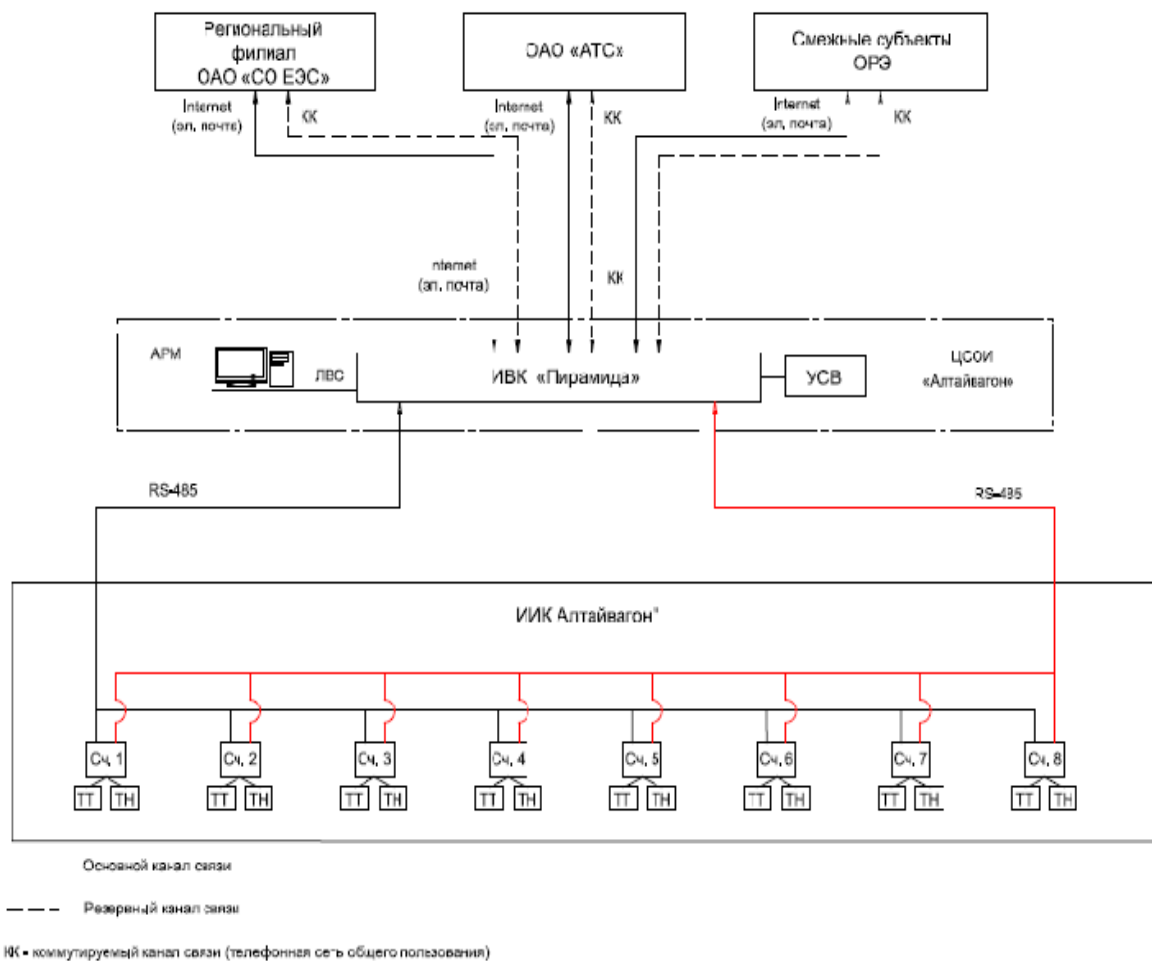 Региональный
филиал
ОАО «СО ЕЭС»
ОАО «АТС»
Смежные субъекты
ОРЭ
Internet
(эл. почта)
КК
Internet
(эл. почта)
КК
Internet
(эл. почта)
КК
nternet
(эл. почта)
КК
АРМ
ЛВС
ИВК «Пирамида»
УСВ
ЦСОИ
«Алтайвагон»
RS-485
RS-485
ИИК Алтайвагон"
Сч. 1
Сч. 2
Сч. 3
Сч. 4
Сч. 5
Сч. 6
Сч. 7
Сч. 8
ТТ ТН
ТТ ТН
ТТ ТН
ТТ ТН
ТТ ТН
ТТ ТН
ТТ ТН
ТТ ТН
Основной канал связи
Резервный канал связи
КК - коммутируемый канал связи (телефонная сеть общего пользования)